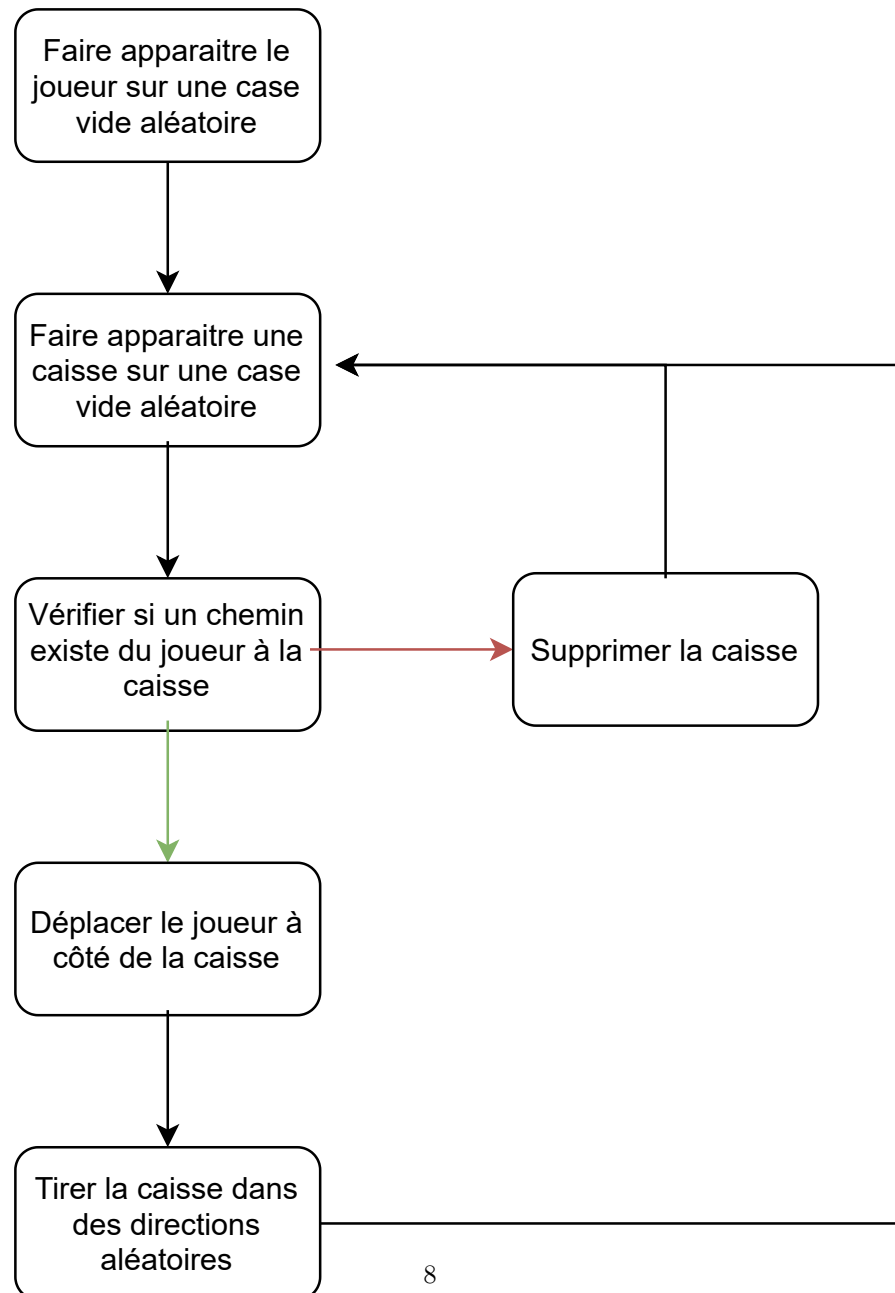 Faire apparaitre le
joueur sur une case
vide aléatoire
Faire apparaitre une
caisse sur une case
vide aléatoire
Vérifier si un chemin
existe du joueur à la
caisse
Supprimer la caisse
Déplacer le joueur à
côté de la caisse
Tirer la caisse dans
des directions
aléatoires
8